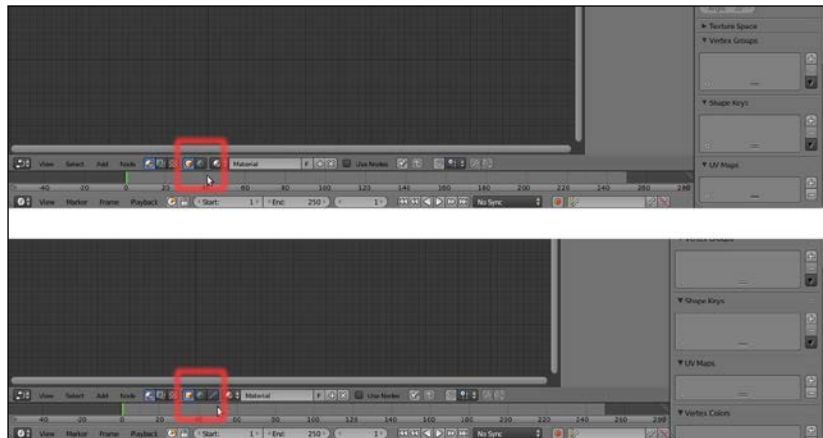 Texture Space
Vertex Groups
Shape Keys
UV Maps
View Select Add Node Material F Use Nodes
-40 -20 0 20 40 60 80 100 120 140 160 180 200 220 240 260 280
View Marker Frame Playback Start: 1 End: 250 1 No Sync
Vertex Groups
Shape Keys
UV Maps
Vertex Colors
View Select Add Node Material F Use Nodes
-40 -20 0 20 40 60 80 100 120 140 160 180 200 220 240 260 280
View Marker Frame Playback Start: 1 End: 250 1 No Sync